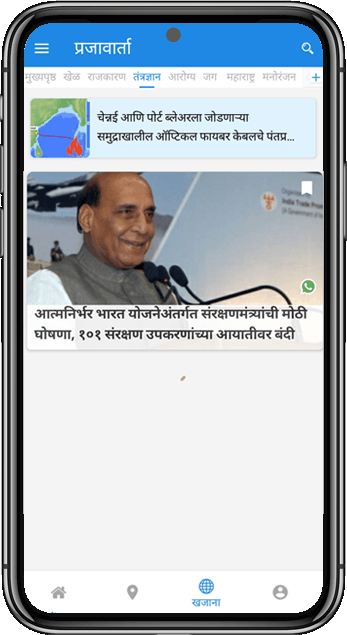 प्रजावार्ता
मुख्यपृष्ठ खेळ राजकारण तंत्रज्ञान आरोग्य जग महाराष्ट्र मनोरंजन +
चेन्नई आणि पोर्ट ब्लेअरला जोडणाऱ्या
समुद्राखालील ऑप्टिकल फायबर केबलचे पंतप्र...
India Trade Pro
आत्मनिर्भर भारत योजनेअंतर्गत संरक्षणमंत्र्यांची मोठी
घोषणा, १०१ संरक्षण उपकरणांच्या आयातीवर बंदी
खजाना